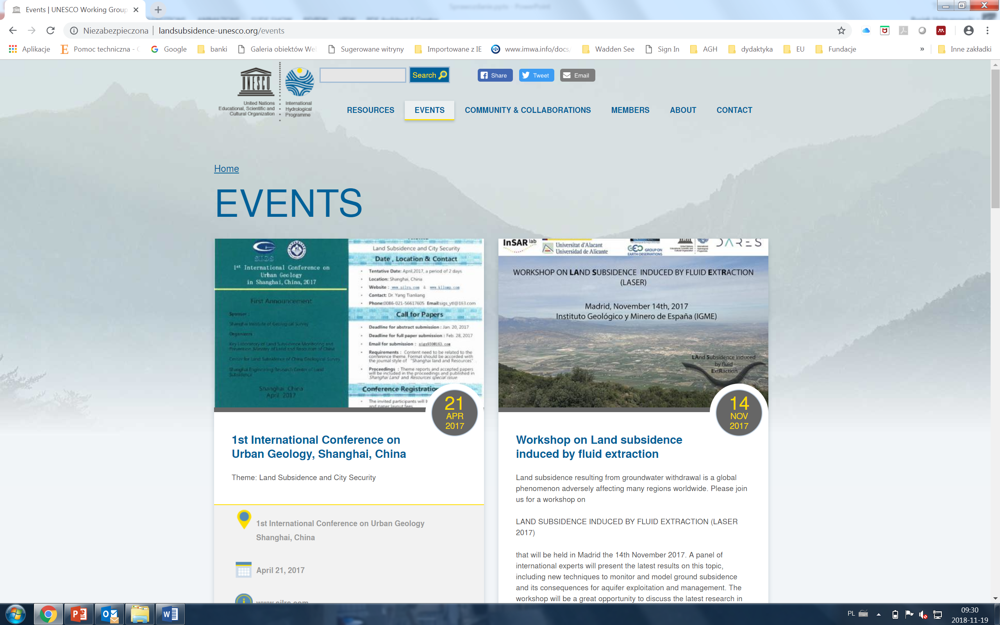 Events | UNESCO Working Group
Sprawozdanie.pptx - PowerPoint
Niezabezpieczona | landsubsidence-unesco.org/events
Aplikacje
Pomoc techniczna -
Google
banki
Galeria obiektów We
Sugerowane witryny
Importowane z IE
www.imwa.info/docs/
Wadden See
Sign In
AGH
dydaktyka
EU
Fundacje
»
Inne zakładki
UNESCO
United Nations
Educational, Scientific and
Cultural Organization
International
Hydrological
Programme
Search
Share
Tweet
Email
RESOURCES
EVENTS
COMMUNITY & COLLABORATIONS
MEMBERS
ABOUT
CONTACT
Home
EVENTS
SIGS
1st International Conference on
Urban Geology
in Shanghai, China, 2017
First Announcement
Sponsor :
Shanghai Institute of Geological Survey
Organizers
Key Laboratory of Land Subsidence Monitoring and
Prevention, Ministry of Land and Resources of China
Center for Land Subsidence of China Geological Survey
Shanghai Engineering Research Center of Land
Subsidence
Shanghai China
April 2017
Land Subsidence and City Security
Date , Location & Contact
• Tentative Date: April,2017, a period of 2 days
• Location: Shanghai, China
• Website : www.silrs.com &
• Contact: Dr. Yang Tianliang
• Phone:0086-021-56617605 Email:sigs_ytl@163.com
Call for Papers
• Deadline for abstract submission : Jan. 20, 2017
• Deadline for full paper submission : Feb. 28, 2017
• Email for submission : sigs930@163.com
• Requirements : Content need to be related to the
conference theme. Format should be accorded with
the journal style of "Shanghai land and Resources"
• Proceedings : Theme reports and accepted papers
will be included in the proceedings and published in
Shanghai Land and Resources special issue
Conference Registratio
• The invited participants will b
and paper layout fees
21
APR
2017
1st International Conference on
Urban Geology, Shanghai, China
Theme: Land Subsidence and City Security
1st International Conference on Urban Geology
Shanghai, China
April 21, 2017
www.silrs.com
InSAR lab
Universitat d'Alacant
Universidad de Alicante
GEO GROUP ON
EARTH OBSERVATIONS
DARES
WORKSHOP ON LAND SUBSIDENCE INDUCED BY FLUID EXTRACTION
(LASER)
Madrid, November 14th, 2017
Instituto Geológico y Minero de España (IGME)
LAnd Subsidence induced
by fluid
ExtRaction
14
NOV
2017
Workshop on Land subsidence
induced by fluid extraction
Land subsidence resulting from groundwater withdrawal is a global
phenomenon adversely affecting many regions worldwide. Please join
us for a workshop on
LAND SUBSIDENCE INDUCED BY FLUID EXTRACTION (LASER
2017)
that will be held in Madrid the 14th November 2017. A panel of
international experts will present the latest results on this topic,
including new techniques to monitor and model ground subsidence
and its consequences for aquifer exploitation and management. The
workshop will be a great opportunity to discuss the latest research in
PL
09:30
2018-11-19